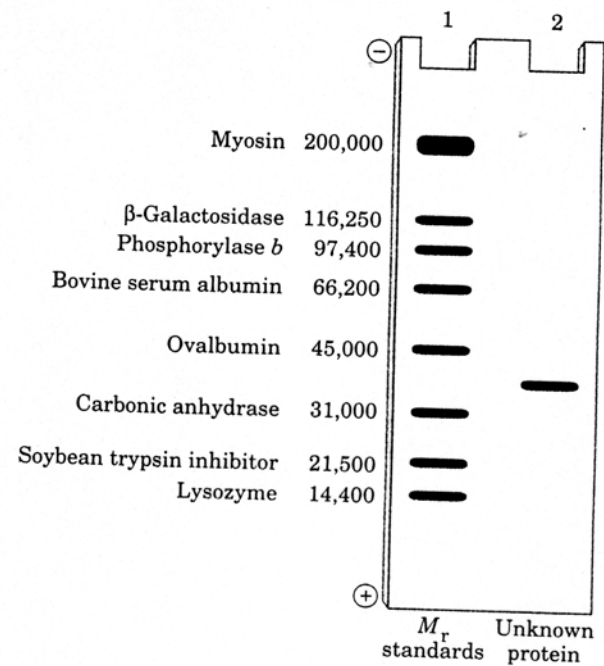 1 2
⊖
Myosin 200,000
β-Galactosidase 116,250
Phosphorylase b 97,400
Bovine serum albumin 66,200
Ovalbumin 45,000
Carbonic anhydrase 31,000
Soybean trypsin inhibitor 21,500
Lysozyme 14,400
⊕
Mr Unknown
standards protein